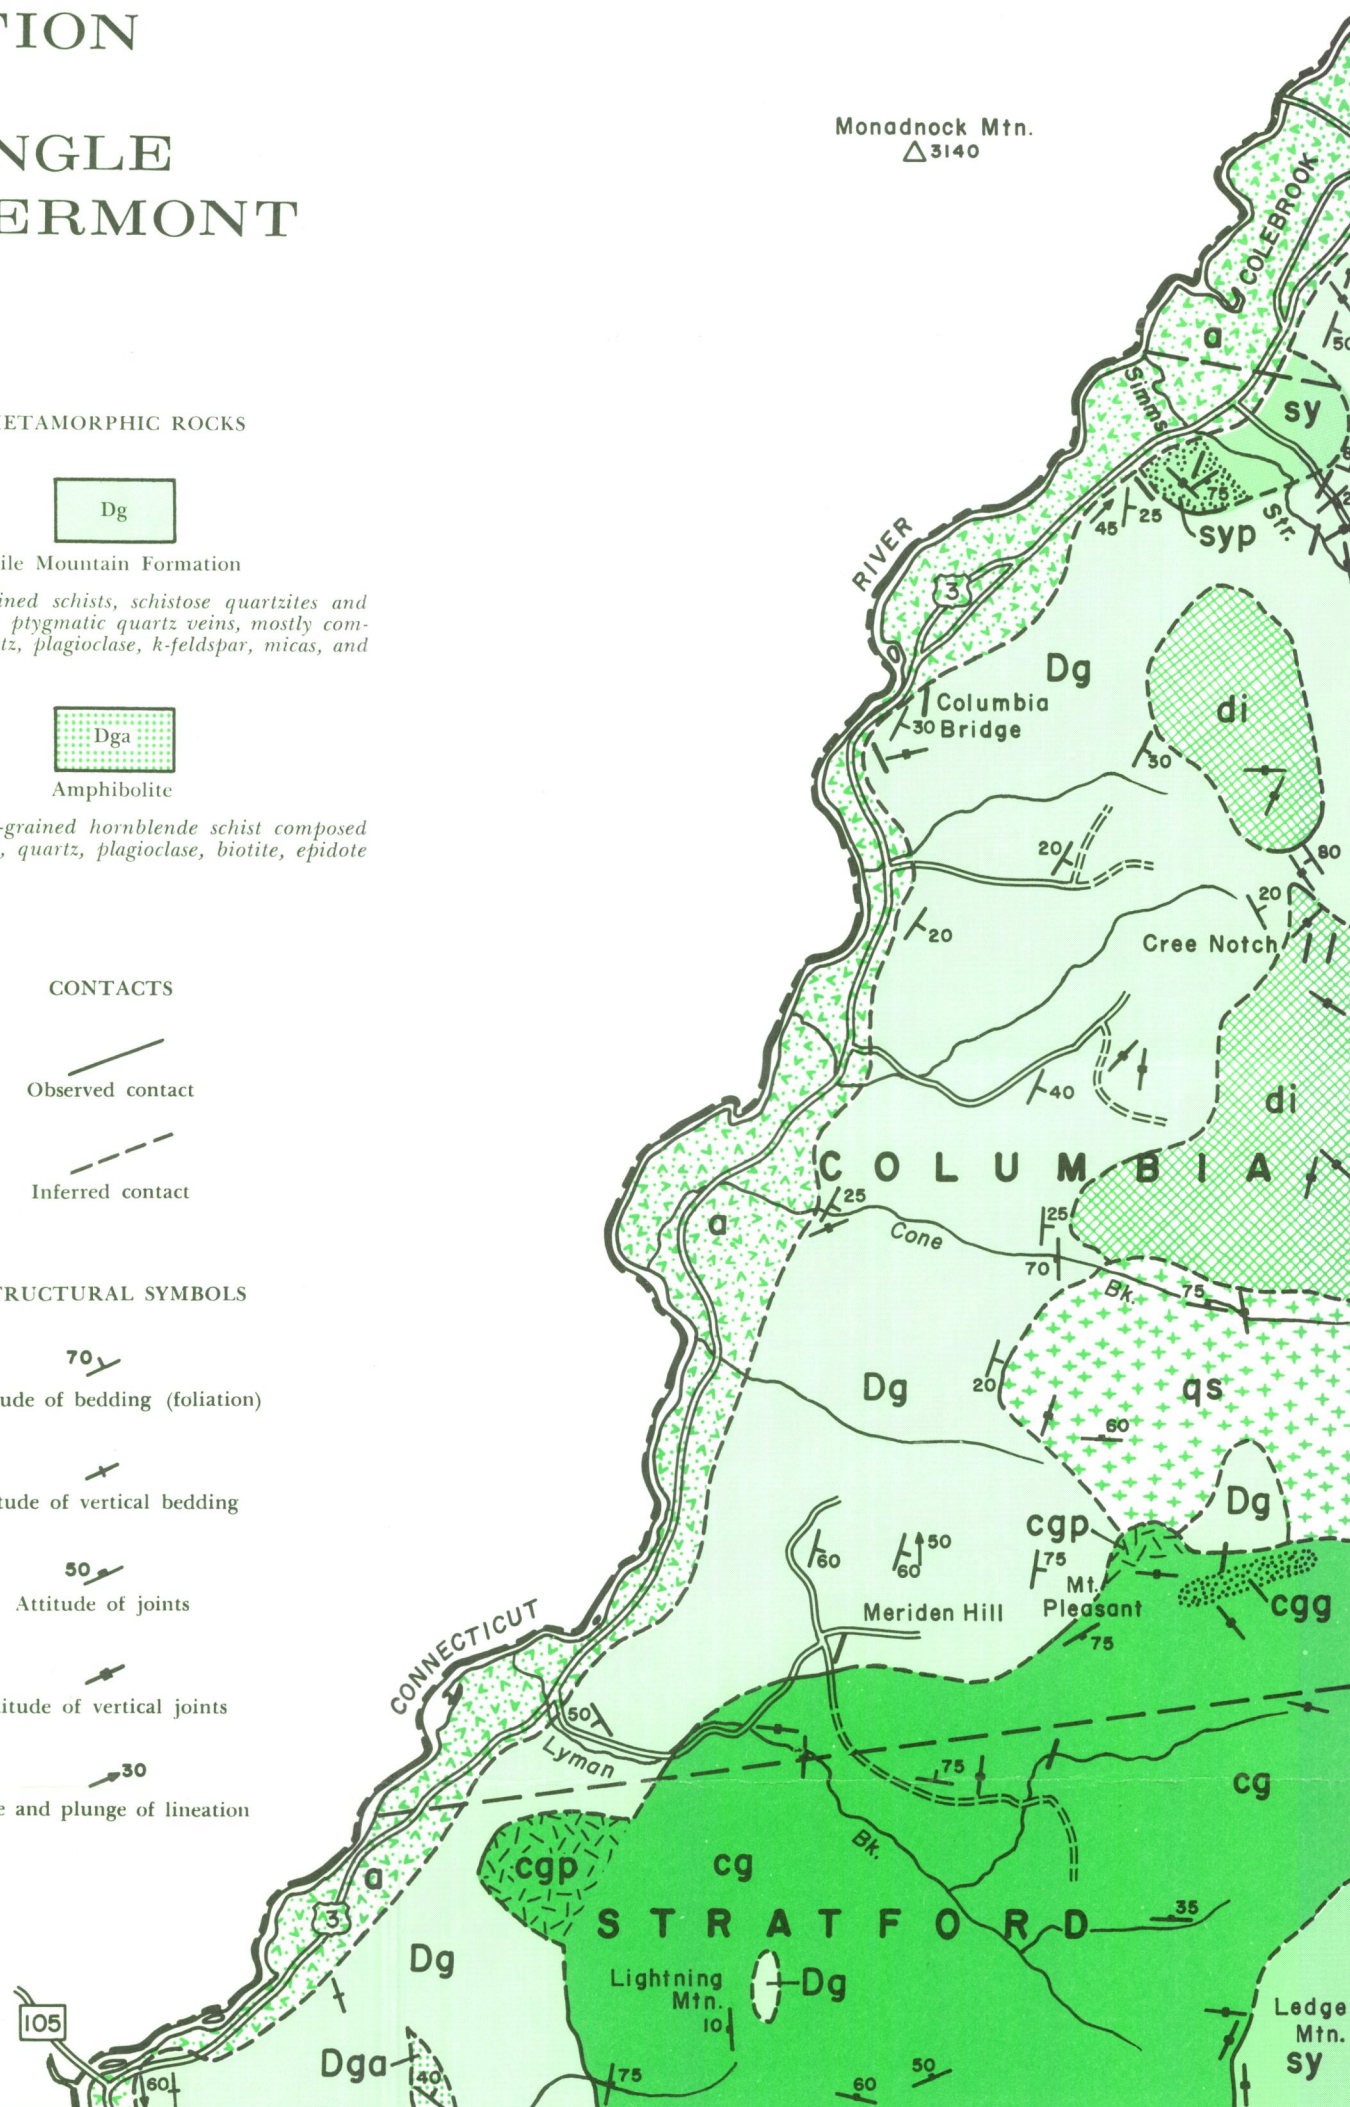 TION
NGLE
ERMONT
ETAMORPHIC ROCKS
Dg
ile Mountain Formation
ined schists, schistose quartzites and
ptygmatic quartz veins, mostly com-
tz, plagioclase, k-feldspar, micas, and
Dga
Amphibolite
-grained hornblende schist composed
, quartz, plagioclase, biotite, epidote
CONTACTS
Observed contact
Inferred contact
TRUCTURAL SYMBOLS
70
ude of bedding (foliation)
tude of vertical bedding
50
Attitude of joints
itude of vertical joints
30
e and plunge of lineation
Monadnock Mtn.
3140
COLEBROOK
a
50
Simms
sy
75
45
25
syp
Str.
RIVER
3
Dg
di
Columbia
30 Bridge
30
20
80
20
20
Cree Notch
40
di
COLUMBIA
25
a
Cone
25
70
Bk.
75
Dg
20
qs
60
Dg
cgp
60
50
60
75
Mt.
Pleasant
75
cgg
Meriden Hill
CONNECTICUT
50
Lyman
75
cg
cgp
cg
Bk.
a
3
STRATFORD
35
Dg
Lightning
Mtn.
10
Dg
105
Ledge
Mtn.
sy
Dga
40
60
75
50
60